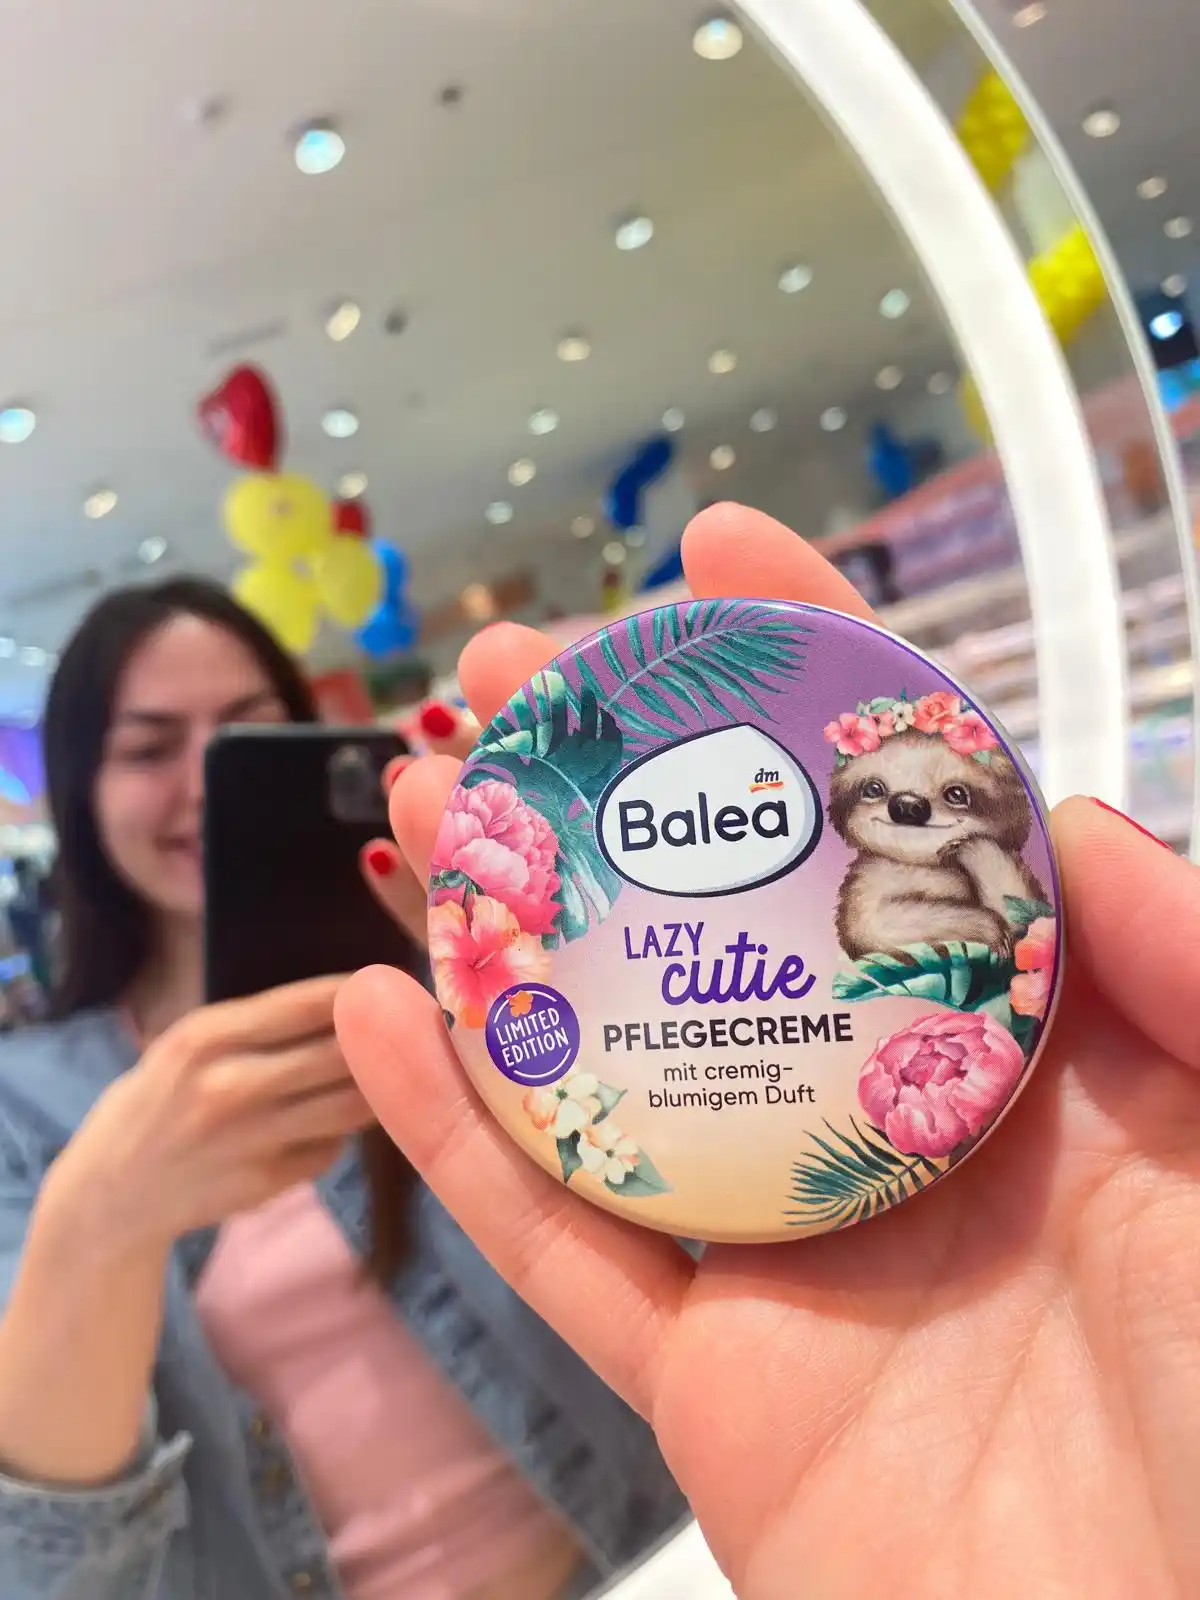 dm
Balea
LAZY
cutie
PFLEGECREME
mit cremig-
blumigem Duft
LIMITED
EDITION